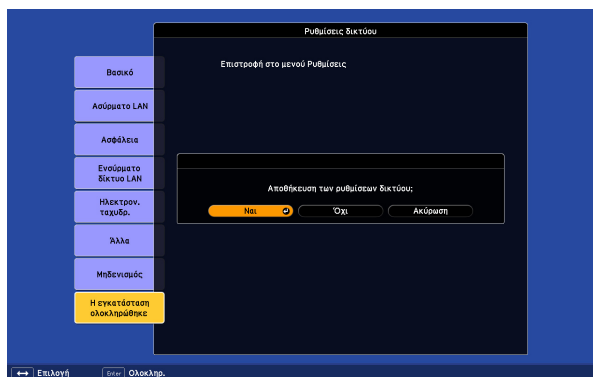 Ρυθμίσεις δικτύου
Επιστροφή στο μενού Ρυθμίσεις
Βασικό
Ασύρματο LAN
Ασφάλεια
Ενσύρματο
δίκτυο LAN
Ηλεκτρον.
ταχυδρ.
Άλλα
Μηδενισμός
Η εγκατάσταση
ολοκληρώθηκε
Αποθήκευση των ρυθμίσεων δικτύου;
Ναι Όχι Ακύρωση
Επιλογή Enter Ολοκληρ.